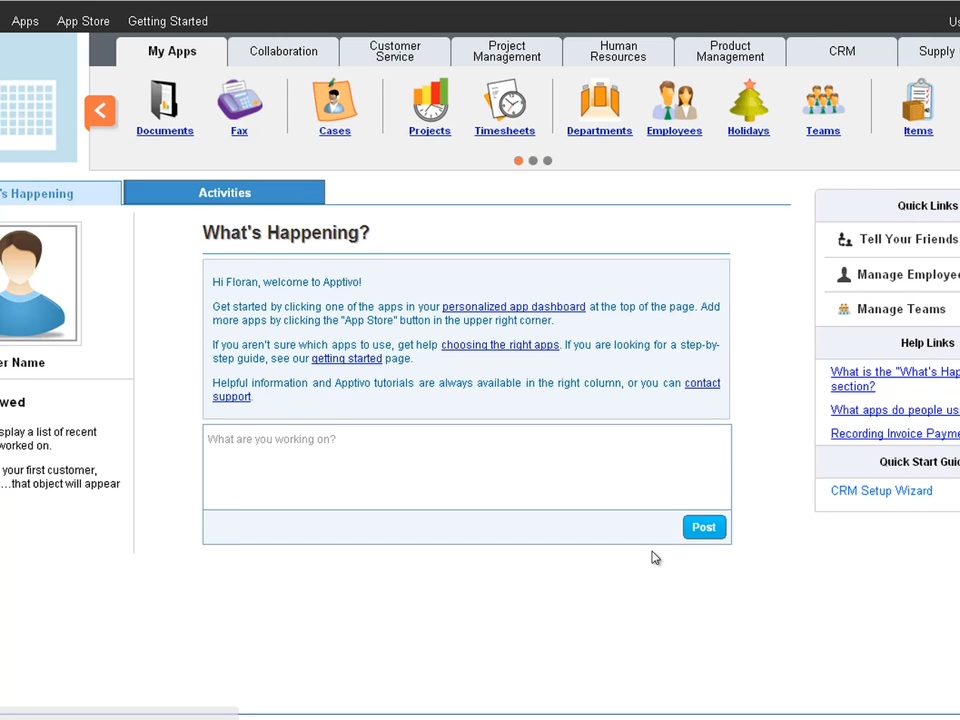 Apps App Store Getting Started Us
My Apps Collaboration Customer Service Project Management Human Resources Product Management CRM Supply
Documents Fax Cases Projects Timesheets Departments Employees Holidays Teams Items
's Happening Activities
What's Happening?
Hi Floran, welcome to Apptivo!
Get started by clicking one of the apps in your personalized app dashboard at the top of the page. Add
more apps by clicking the "App Store" button in the upper right corner.
If you aren't sure which apps to use, get help choosing the right apps. If you are looking for a step-by-
step guide, see our getting started page.
Helpful information and Apptivo tutorials are always available in the right column, or you can contact
support.
What are you working on?
Post
er Name
wed
splay a list of recent
worked on.
your first customer,
...that object will appear
Quick Links
Tell Your Friends
Manage Employee
Manage Teams
Help Links
What is the "What's Hap
section?
What apps do people us
Recording Invoice Payme
Quick Start Guid
CRM Setup Wizard